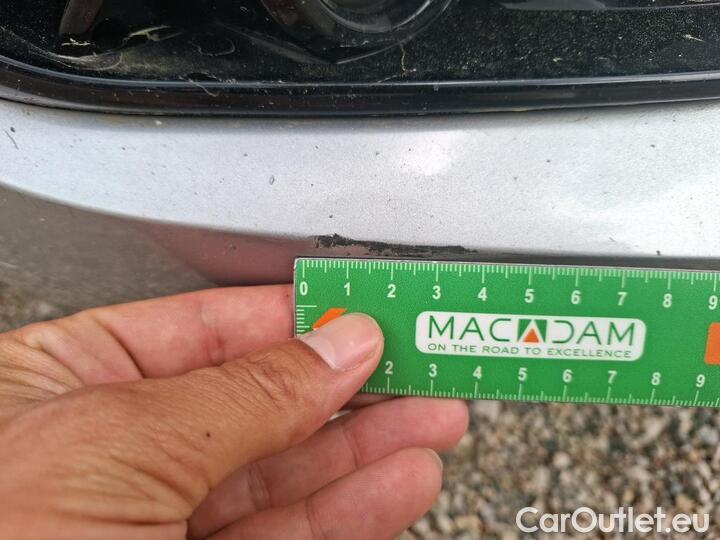 0 1 2 3 4 5 6 7 8 9
MACADAM
ON THE ROAD TO EXCELLENCE
2 3 4 5 6 7 8 9
CarOutlet.eu